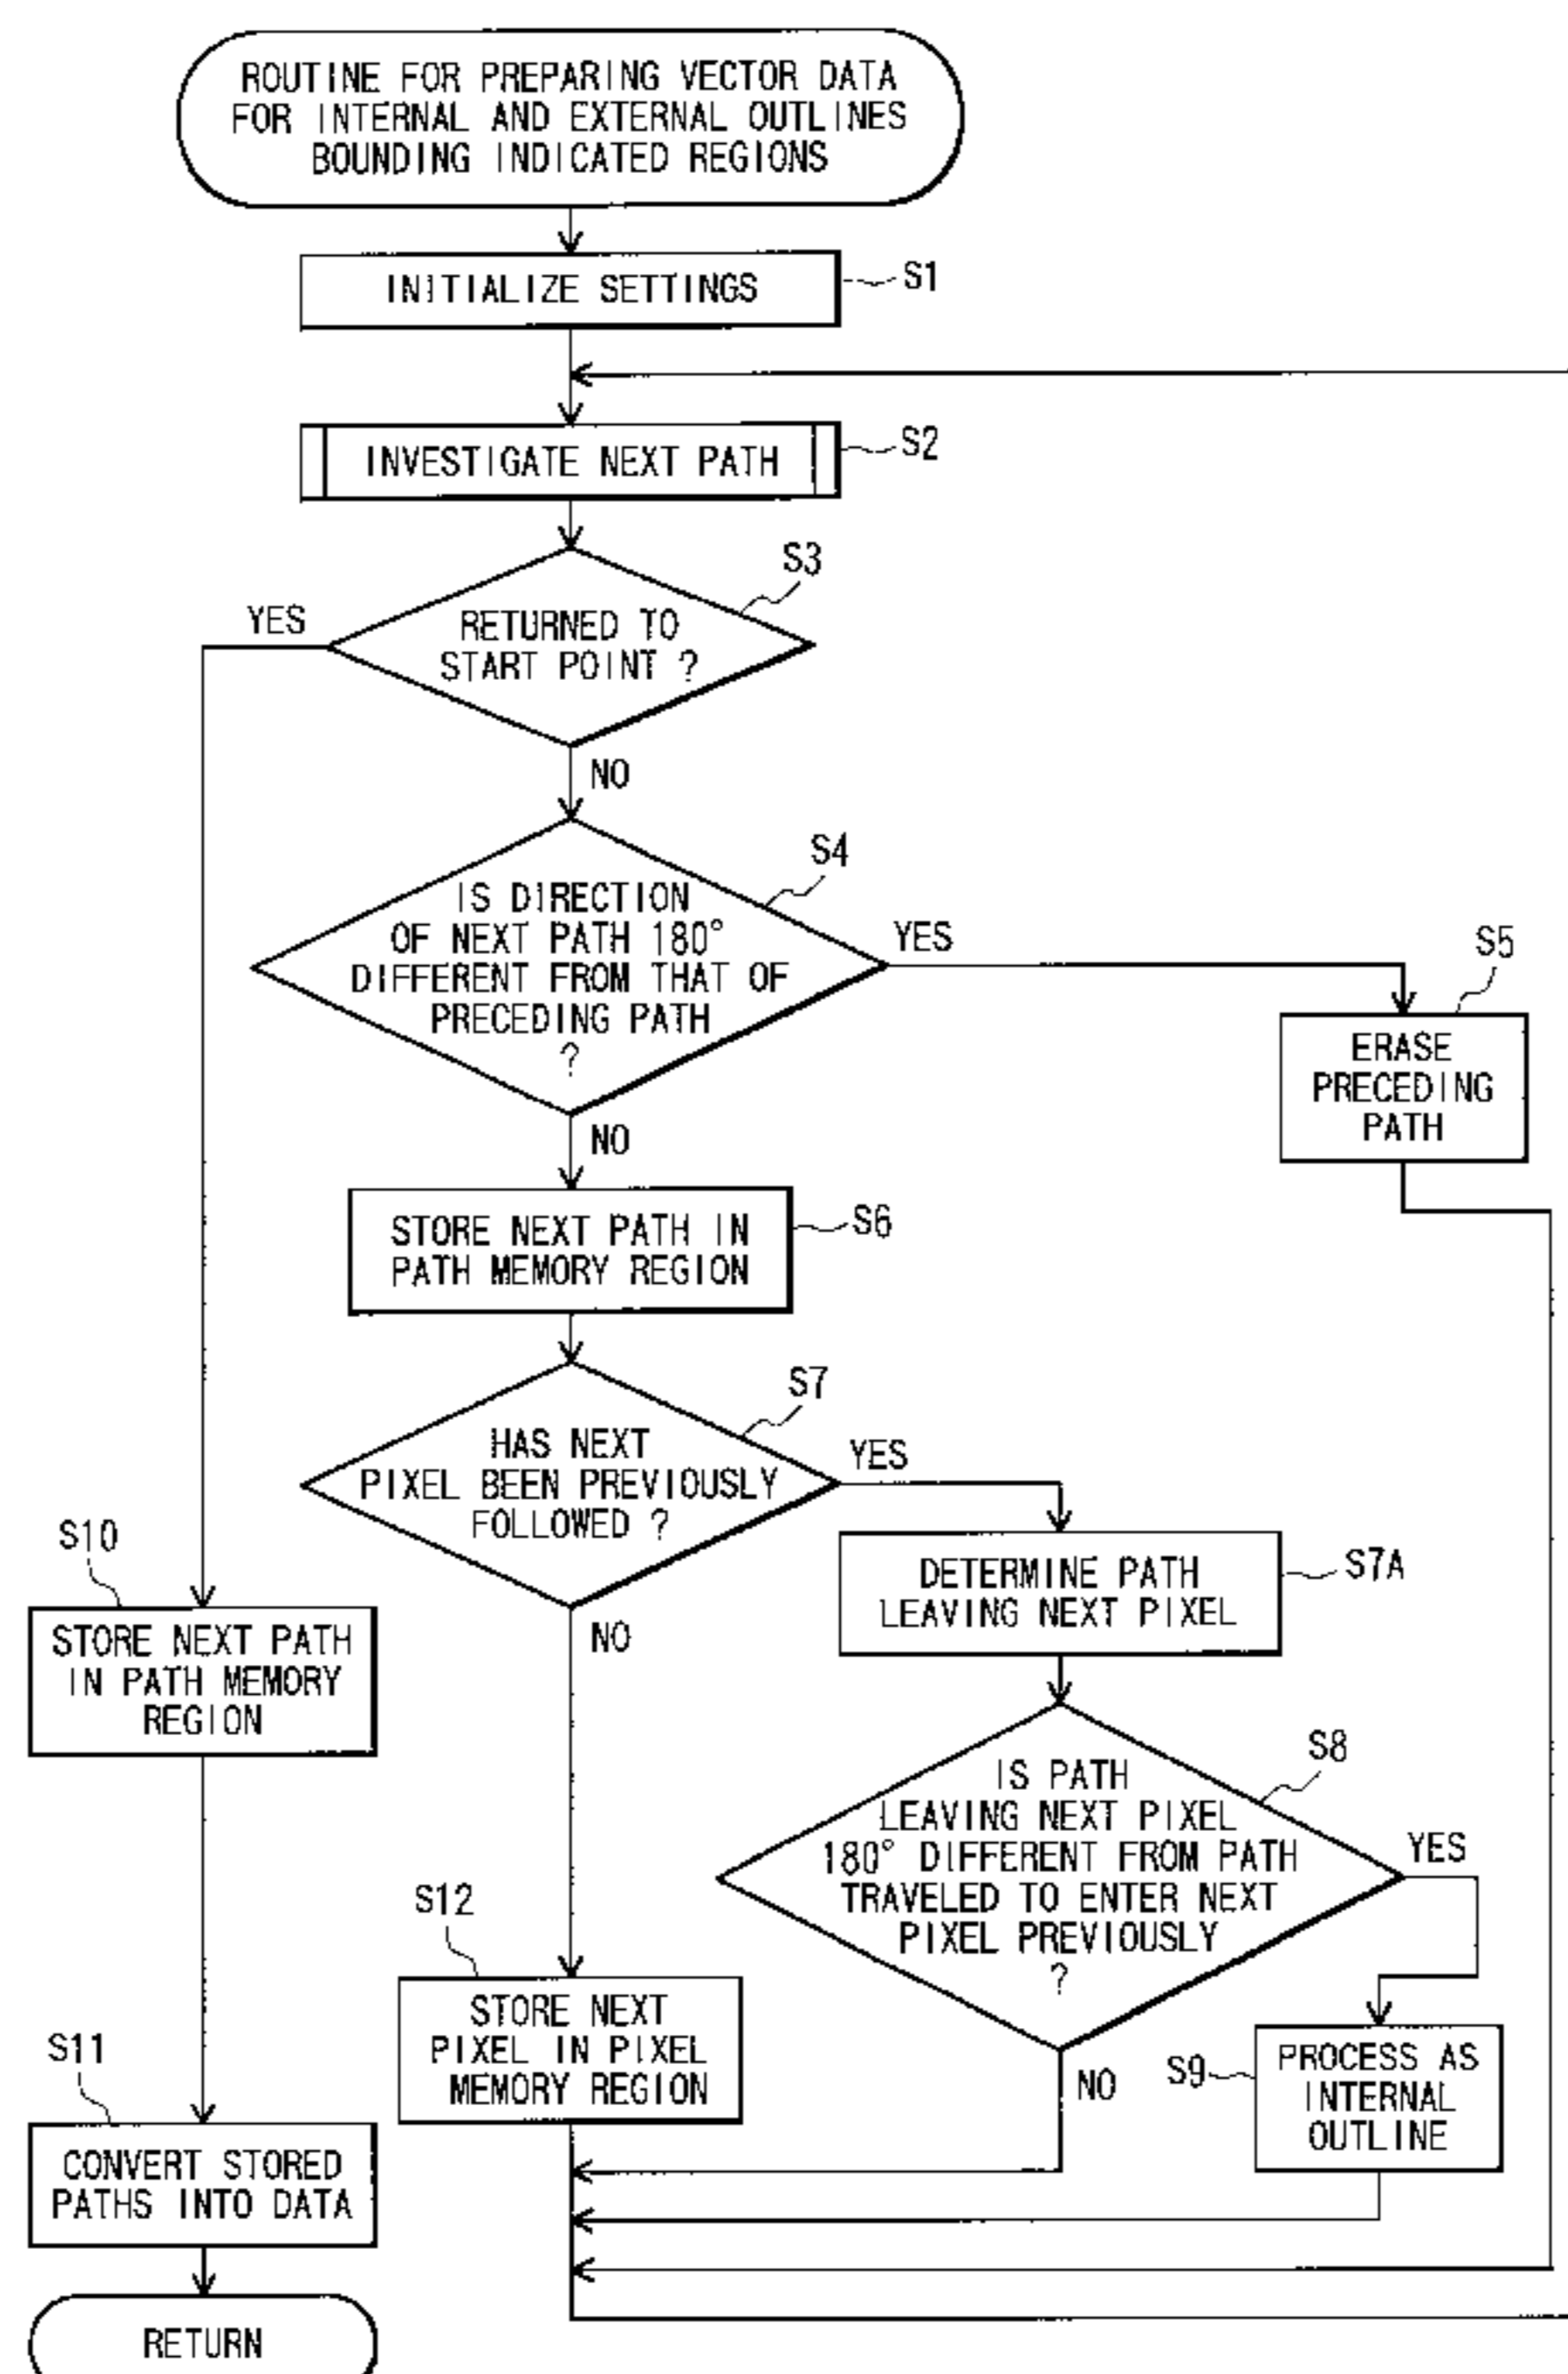 ROUTINE FOR PREPARING VECTOR DATA
FOR INTERNAL AND EXTERNAL OUTLINES
BOUNDING INDICATED REGIONS
INITIALIZE SETTINGS
S1
INVESTIGATE NEXT PATH
S2
S3
YES
RETURNED TO
START POINT ?
NO
S4
IS DIRECTION
OF NEXT PATH 180°
DIFFERENT FROM THAT OF
PRECEDING PATH
?
YES
S5
ERASE
PRECEDING
PATH
NO
STORE NEXT PATH IN
PATH MEMORY REGION
S6
S7
HAS NEXT
PIXEL BEEN PREVIOUSLY
FOLLOWED ?
YES
NO
DETERMINE PATH
LEAVING NEXT PIXEL
S7A
S10
STORE NEXT PATH
IN PATH MEMORY
REGION
S8
IS PATH
LEAVING NEXT PIXEL
180° DIFFERENT FROM PATH
TRAVELED TO ENTER NEXT
PIXEL PREVIOUSLY
?
YES
NO
S12
STORE NEXT
PIXEL IN PIXEL
MEMORY REGION
S9
PROCESS AS
INTERNAL
OUTLINE
S11
CONVERT STORED
PATHS INTO DATA
RETURN